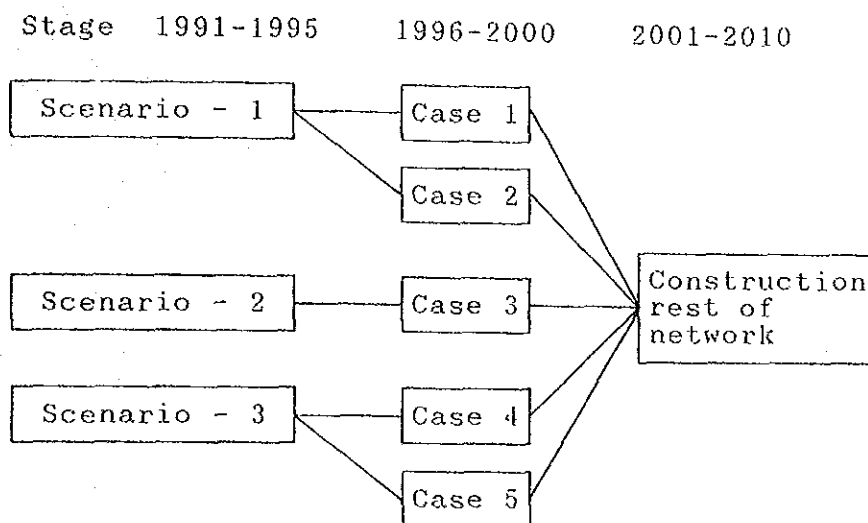 Stage 1991-1995 1996-2000 2001-2010
Scenario - 1
Case 1
Case 2
Scenario - 2
Case 3
Construction
rest of
network
Scenario - 3
Case 4
Case 5